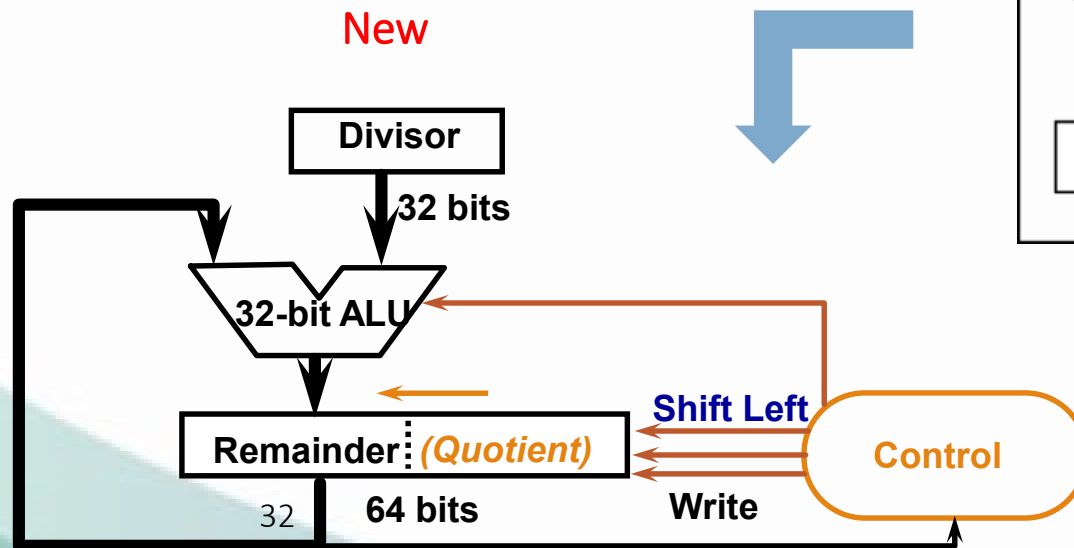 New
Divisor
32 bits
32-bit ALU
Shift Left
Remainder (Quotient)
Control
32
64 bits
Write